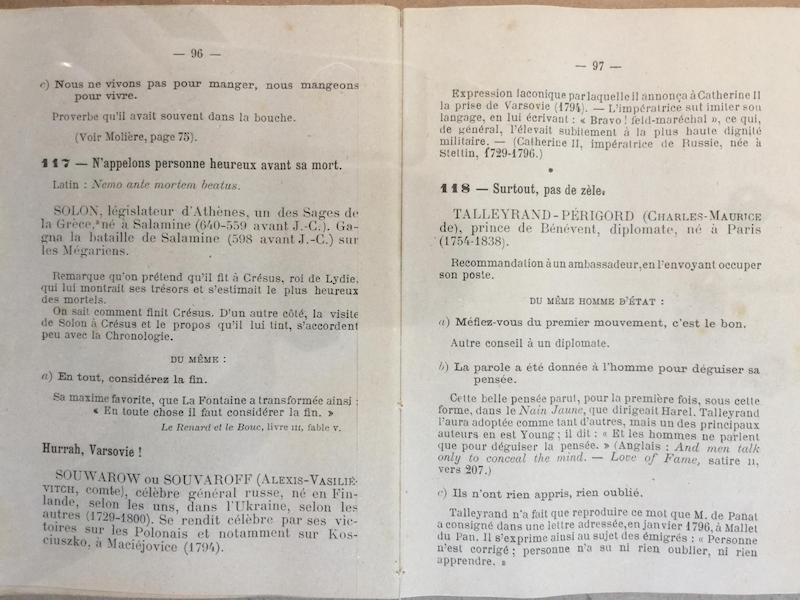 — 96 —
c) Nous ne vivons pas pour manger, nous mangeons
pour vivre.
Proverbe qu'il avait souvent dans la bouche.
(Voir Molière, page 75).
117 — N'appelons personne heureux avant sa mort.
Latin : Nemo ante mortem beatus.
SOLON, législateur d'Athènes, un des Sages de
la Grèce, né à Salamine (640-559 avant J.-C.). Ga-
gna la bataille de Salamine (598 avant J.-C.) sur
les Mégariens.
Remarque qu'on prétend qu'il fit à Crésus, roi de Lydie,
qui lui montrait ses trésors et s'estimait le plus heureux
des mortels.
On sait comment finit Crésus. D'un autre côté, la visite
de Solon à Crésus et le propos qu'il lui tint, s'accordent
peu avec la Chronologie.
DU MÊME :
a) En tout, considérez la fin.
Sa maxime favorite, que La Fontaine a transformée ainsi :
« En toute chose il faut considérer la fin. »
Le Renard et le Bouc, livre III, fable V.
Hurrah, Varsovie !
SOUWAROW ou SOUVAROFF (ALEXIS-VASILIÉ-
VITCH, comte), célèbre général russe, né en Fin-
lande, selon les uns, dans l'Ukraine, selon les
autres (1729-1800). Se rendit célèbre par ses vic-
toires sur les Polonais et notamment sur Kos-
ciuszko, à Maciéjovice (1794).
— 97 —
Expression laconique par laquelle il annonça à Catherine II
la prise de Varsovie (1794). — L'impératrice sut imiter son
langage, en lui écrivant : « Bravo ! feld-maréchal », ce qui,
de général, l'élevait subitement à la plus haute dignité
militaire. — (Catherine II, impératrice de Russie, née à
Stettin, 1729-1796.)
118 — Surtout, pas de zèle.
TALLEYRAND-PÉRIGORD (CHARLES-MAURICE
de), prince de Bénévent, diplomate, né à Paris
(1754-1838).
Recommandation à un ambassadeur, en l'envoyant occuper
son poste.
DU MÊME HOMME D'ÉTAT :
a) Méfiez-vous du premier mouvement, c'est le bon.
Autre conseil à un diplomate.
b) La parole a été donnée à l'homme pour déguiser sa
pensée.
Cette belle pensée parut, pour la première fois, sous cette
forme, dans le Nain Jaune, que dirigeait Harel. Talleyrand
l'aura adoptée comme tant d'autres, mais un des principaux
auteurs en est Young ; il dit : « Et les hommes ne parlent
que pour déguiser la pensée. » (Anglais : And men talk
only to conceal the mind. — Love of Fame, satire II,
vers 207.)
c) Ils n'ont rien appris, rien oublié.
Talleyrand n'a fait que reproduire ce mot que M. de Panat
a consigné dans une lettre adressée, en janvier 1796, à Mallet
du Pan. Il s'exprime ainsi au sujet des émigrés : « Personne
n'est corrigé ; personne n'a su ni rien oublier, ni rien
apprendre. »